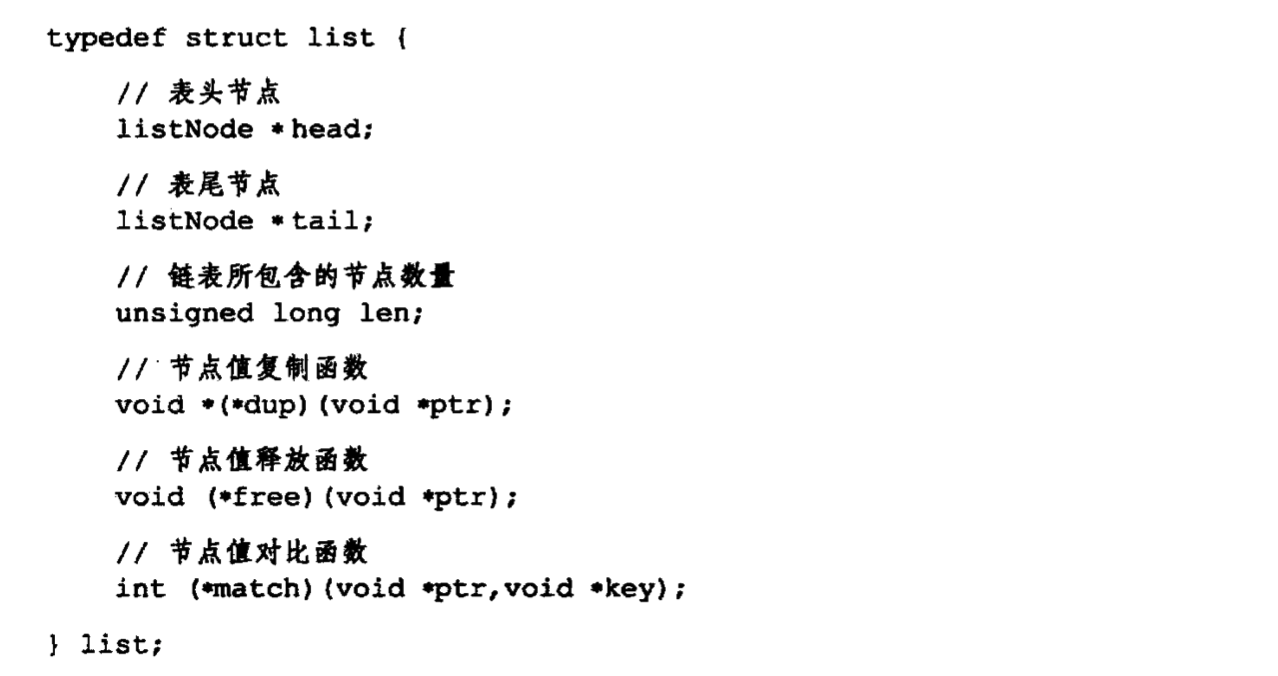 typedef struct list {
// 表头节点
listNode *head;
// 表尾节点
listNode *tail;
// 链表所包含的节点数量
unsigned long len;
// 节点值复制函数
void *(*dup)(void *ptr);
// 节点值释放函数
void (*free)(void *ptr);
// 节点值对比函数
int (*match)(void *ptr,void *key);
} list;